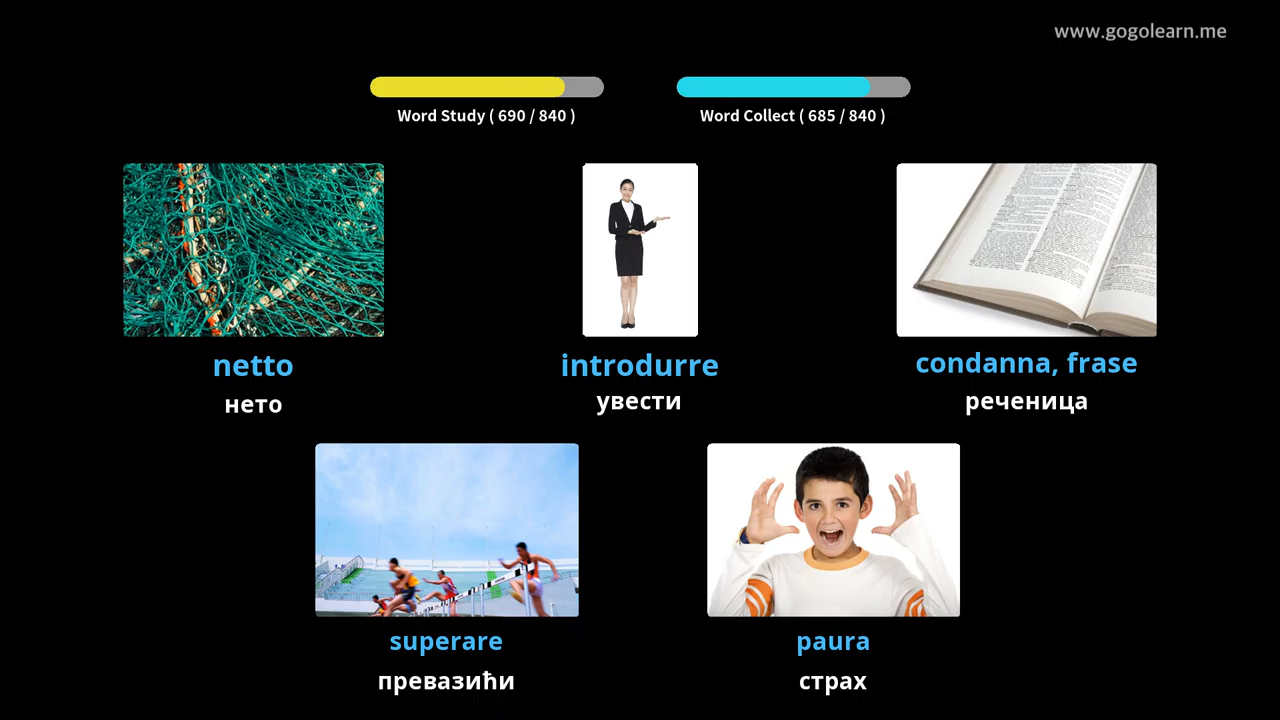 www.gogolearn.me
Word Study ( 690 / 840 )
Word Collect ( 685 / 840 )
netto
нето
introdurre
увести
condanna, frase
реченица
superare
превазићи
paura
страх